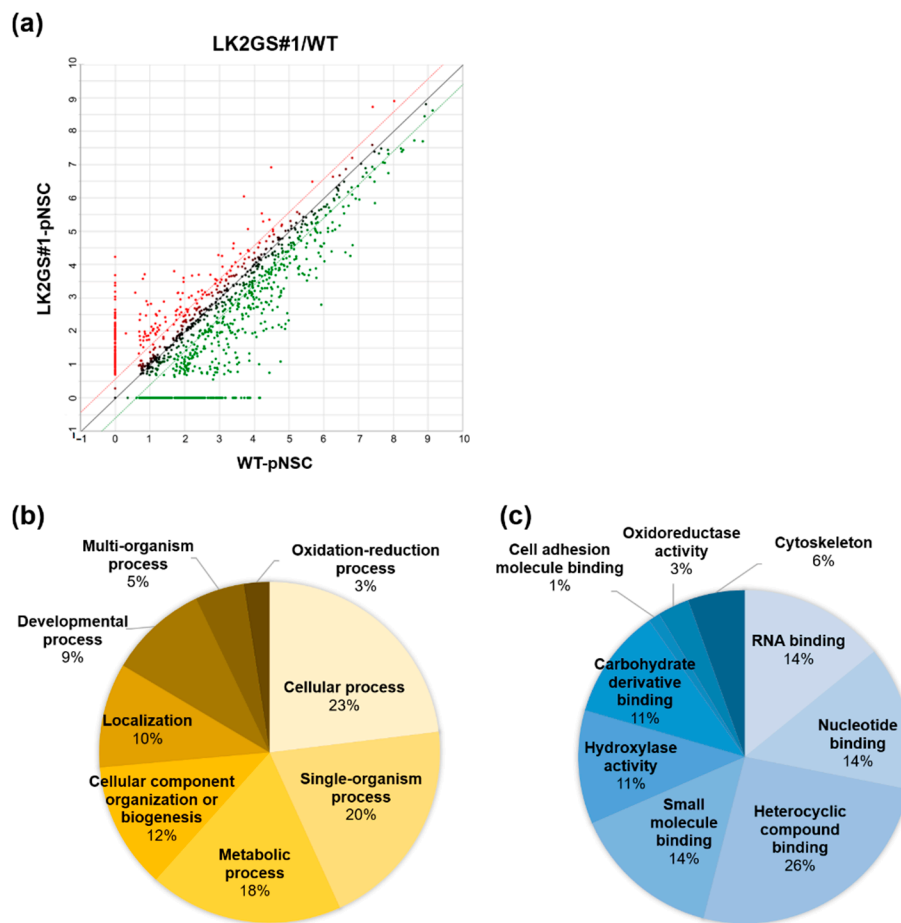 (a)
LK2GS#1/WT
LK2GS#1-pNSC
10
9
8
7
6
5
4
3
2
1
0
-1
-1 0 1 2 3 4 5 6 7 8 9 10
WT-pNSC
(b)
Multi-organism
process
5%
Oxidation-reduction
process
3%
Developmental
process
9%
Cellular process
23%
Localization
10%
Single-organism
process
20%
Cellular component
organization or
biogenesis
12%
Metabolic
process
18%
(c)
Oxidoreductase
activity
3%
Cell adhesion
molecule binding
1%
Cytoskeleton
6%
RNA binding
14%
Carbohydrate
derivative
binding
11%
Nucleotide
binding
14%
Hydroxylase
activity
11%
Small
molecule
binding
14%
Heterocyclic
compound
binding
26%